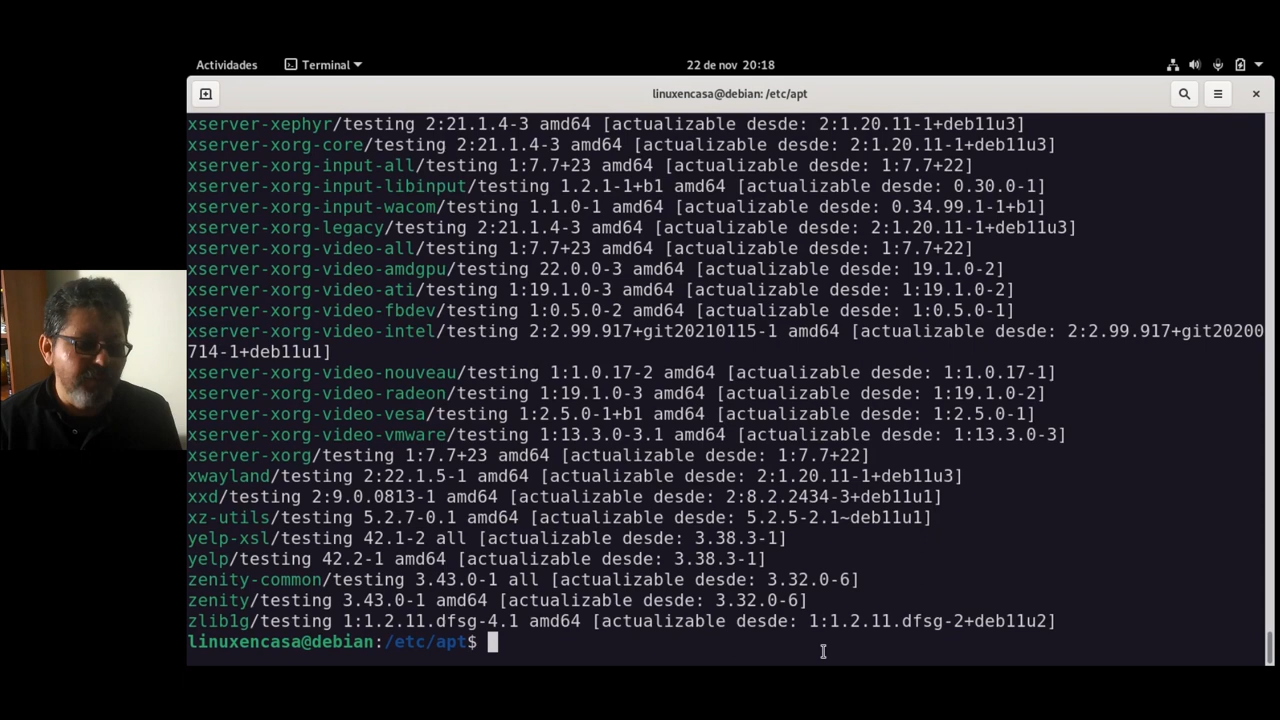 Actividades Terminal 22 de nov 20:18
linuxencasa@debian: /etc/apt
xserver-xephyr/testing 2:21.1.4-3 amd64 [actualizable desde: 2:1.20.11-1+deb11u3]
xserver-xorg-core/testing 2:21.1.4-3 amd64 [actualizable desde: 2:1.20.11-1+deb11u3]
xserver-xorg-input-all/testing 1:7.7+23 amd64 [actualizable desde: 1:7.7+22]
xserver-xorg-input-libinput/testing 1.2.1-1+b1 amd64 [actualizable desde: 0.30.0-1]
xserver-xorg-input-wacom/testing 1.1.0-1 amd64 [actualizable desde: 0.34.99.1-1+b1]
xserver-xorg-legacy/testing 2:21.1.4-3 amd64 [actualizable desde: 2:1.20.11-1+deb11u3]
xserver-xorg-video-all/testing 1:7.7+23 amd64 [actualizable desde: 1:7.7+22]
xserver-xorg-video-amdgpu/testing 22.0.0-3 amd64 [actualizable desde: 19.1.0-2]
xserver-xorg-video-ati/testing 1:19.1.0-3 amd64 [actualizable desde: 1:19.1.0-2]
xserver-xorg-video-fbdev/testing 1:0.5.0-2 amd64 [actualizable desde: 1:0.5.0-1]
xserver-xorg-video-intel/testing 2:2.99.917+git20210115-1 amd64 [actualizable desde: 2:2.99.917+git20200
714-1+deb11u1]
xserver-xorg-video-nouveau/testing 1:1.0.17-2 amd64 [actualizable desde: 1:1.0.17-1]
xserver-xorg-video-radeon/testing 1:19.1.0-3 amd64 [actualizable desde: 1:19.1.0-2]
xserver-xorg-video-vesa/testing 1:2.5.0-1+b1 amd64 [actualizable desde: 1:2.5.0-1]
xserver-xorg-video-vmware/testing 1:13.3.0-3.1 amd64 [actualizable desde: 1:13.3.0-3]
xserver-xorg/testing 1:7.7+23 amd64 [actualizable desde: 1:7.7+22]
xwayland/testing 2:22.1.5-1 amd64 [actualizable desde: 2:1.20.11-1+deb11u3]
xxd/testing 2:9.0.0813-1 amd64 [actualizable desde: 2:8.2.2434-3+deb11u1]
xz-utils/testing 5.2.7-0.1 amd64 [actualizable desde: 5.2.5-2.1~deb11u1]
yelp-xsl/testing 42.1-2 all [actualizable desde: 3.38.3-1]
yelp/testing 42.2-1 amd64 [actualizable desde: 3.38.3-1]
zenity-common/testing 3.43.0-1 all [actualizable desde: 3.32.0-6]
zenity/testing 3.43.0-1 amd64 [actualizable desde: 3.32.0-6]
zlib1g/testing 1:1.2.11.dfsg-4.1 amd64 [actualizable desde: 1:1.2.11.dfsg-2+deb11u2]
linuxencasa@debian:/etc/apt$